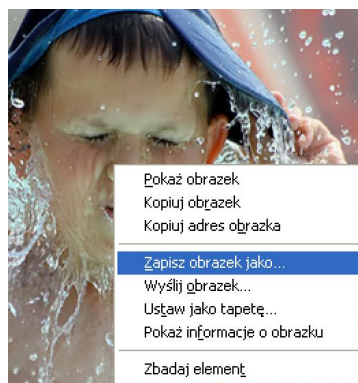 Pokaż obrazek
Kopiuj obrazek
Kopiuj adres obrazka
Zapisz obrazek jako...
Wyślij obrazek...
Ustaw jako tapetę...
Pokaż informacje o obrazku
Zbadaj element